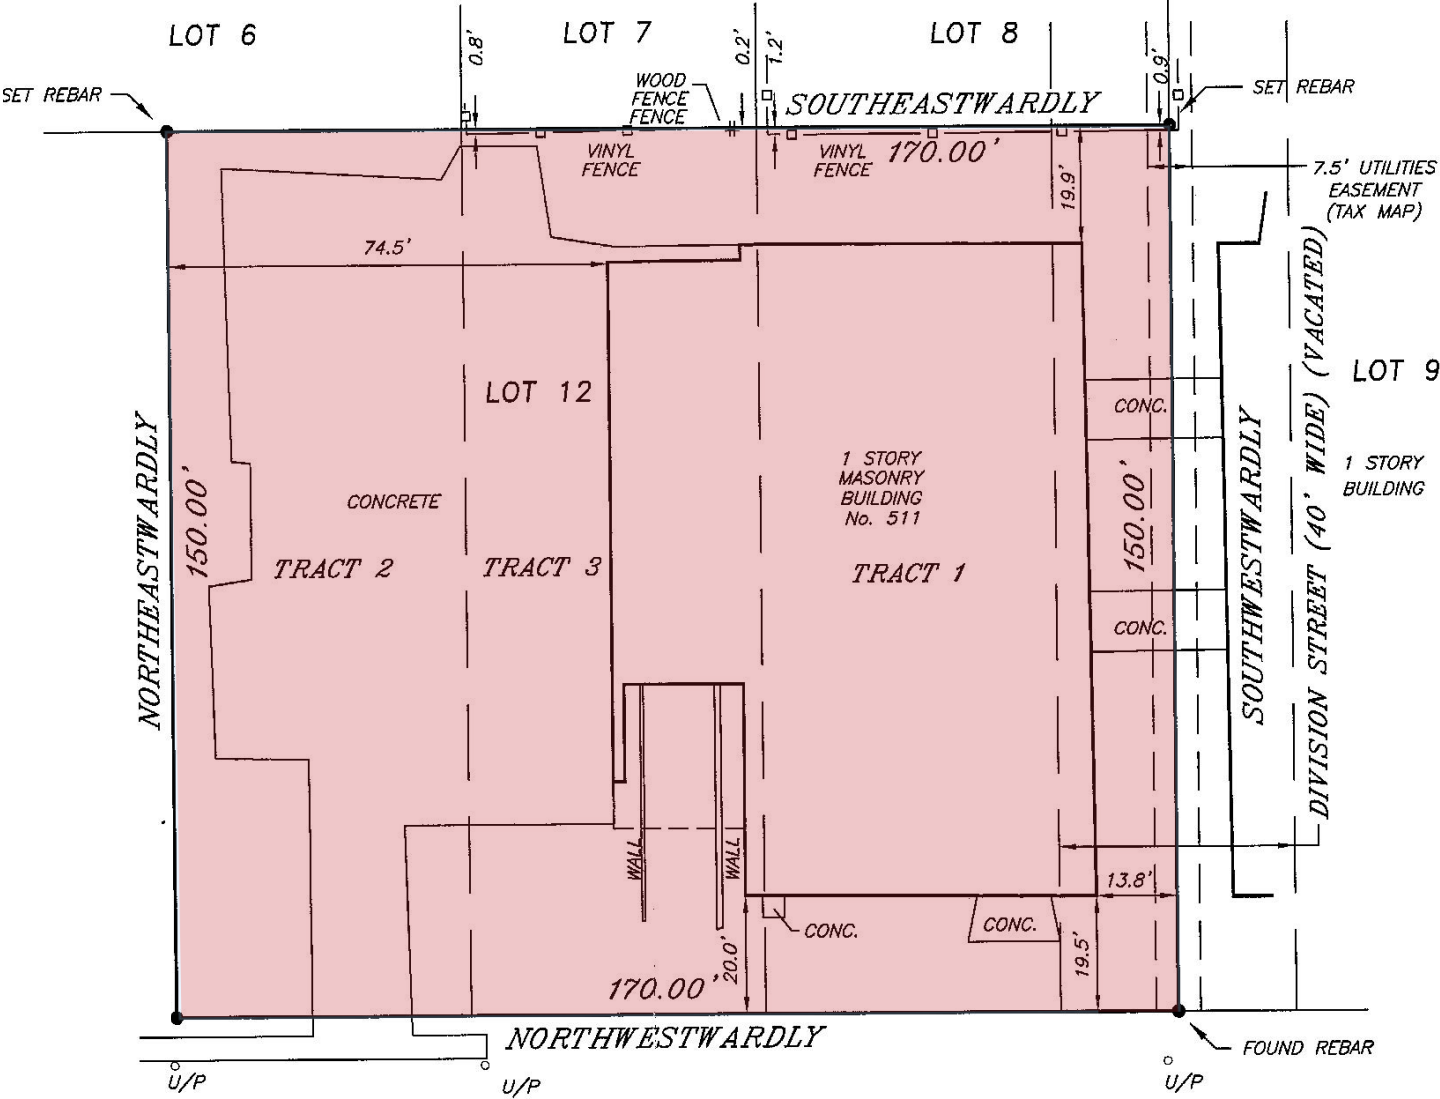 LOT 6
LOT 7
LOT 8
0.8'
0.2'
1.2'
0.9'
SET REBAR
WOOD
FENCE
FENCE
SOUTHEASTWARDLY
SET REBAR
VINYL
FENCE
VINYL
FENCE
170.00'
19.9'
7.5' UTILITIES
EASEMENT
(TAX MAP)
74.5'
LOT 12
LOT 9
CONC.
1 STORY
MASONRY
BUILDING
No. 511
1 STORY
BUILDING
NORTHEASTWARDLY
150.00'
CONCRETE
TRACT 2
TRACT 3
TRACT 1
150.00'
SOUTHWESTWARDLY
DIVISION STREET (40' WIDE) (VACATED)
CONC.
WALL
WALL
13.8'
CONC.
CONC.
20.0'
19.5'
170.00'
NORTHWESTWARDLY
FOUND REBAR
U/P
U/P
U/P